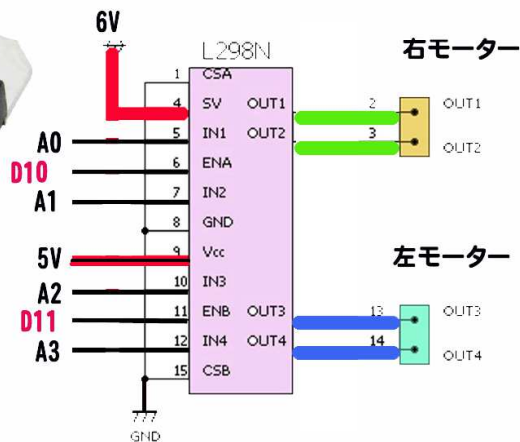 6V
L298N
右モーター
1 CSA
4 SV OUT1 2 OUT1
A0 5 IN1 OUT2 3 OUT2
D10 6 ENA
A1 7 IN2
8 GND
5V 9 Vcc
左モーター
A2 10 IN3
D11 11 ENB OUT3 13 OUT3
A3 12 IN4 OUT4 14 OUT4
15 CSB
GND